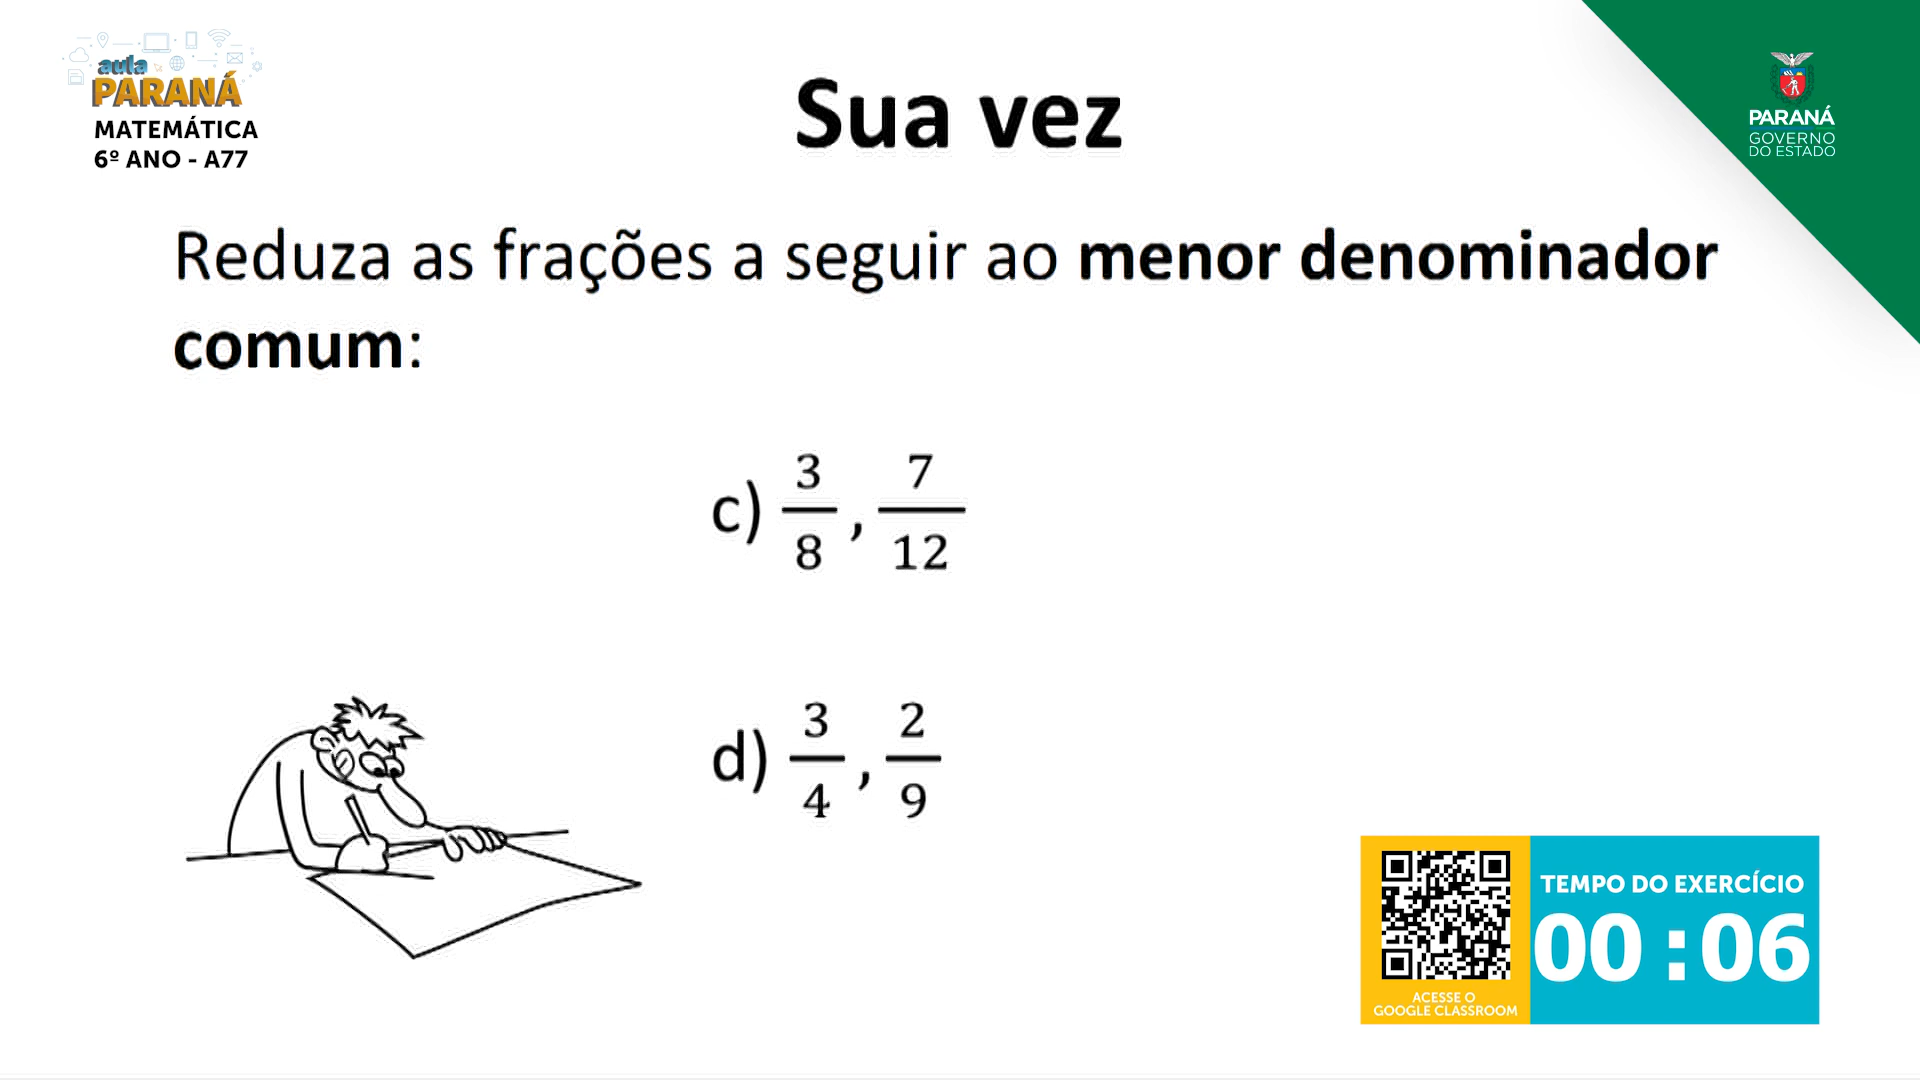 aula
PARANÁ
MATEMÁTICA
6º ANO - A77
Sua vez
PARANÁ
GOVERNO
DO ESTADO
Reduza as frações a seguir ao menor denominador
comum:
c) 3/8, 7/12
d) 3/4, 2/9
TEMPO DO EXERCÍCIO
00:06
ACESSE O
GOOGLE CLASSROOM